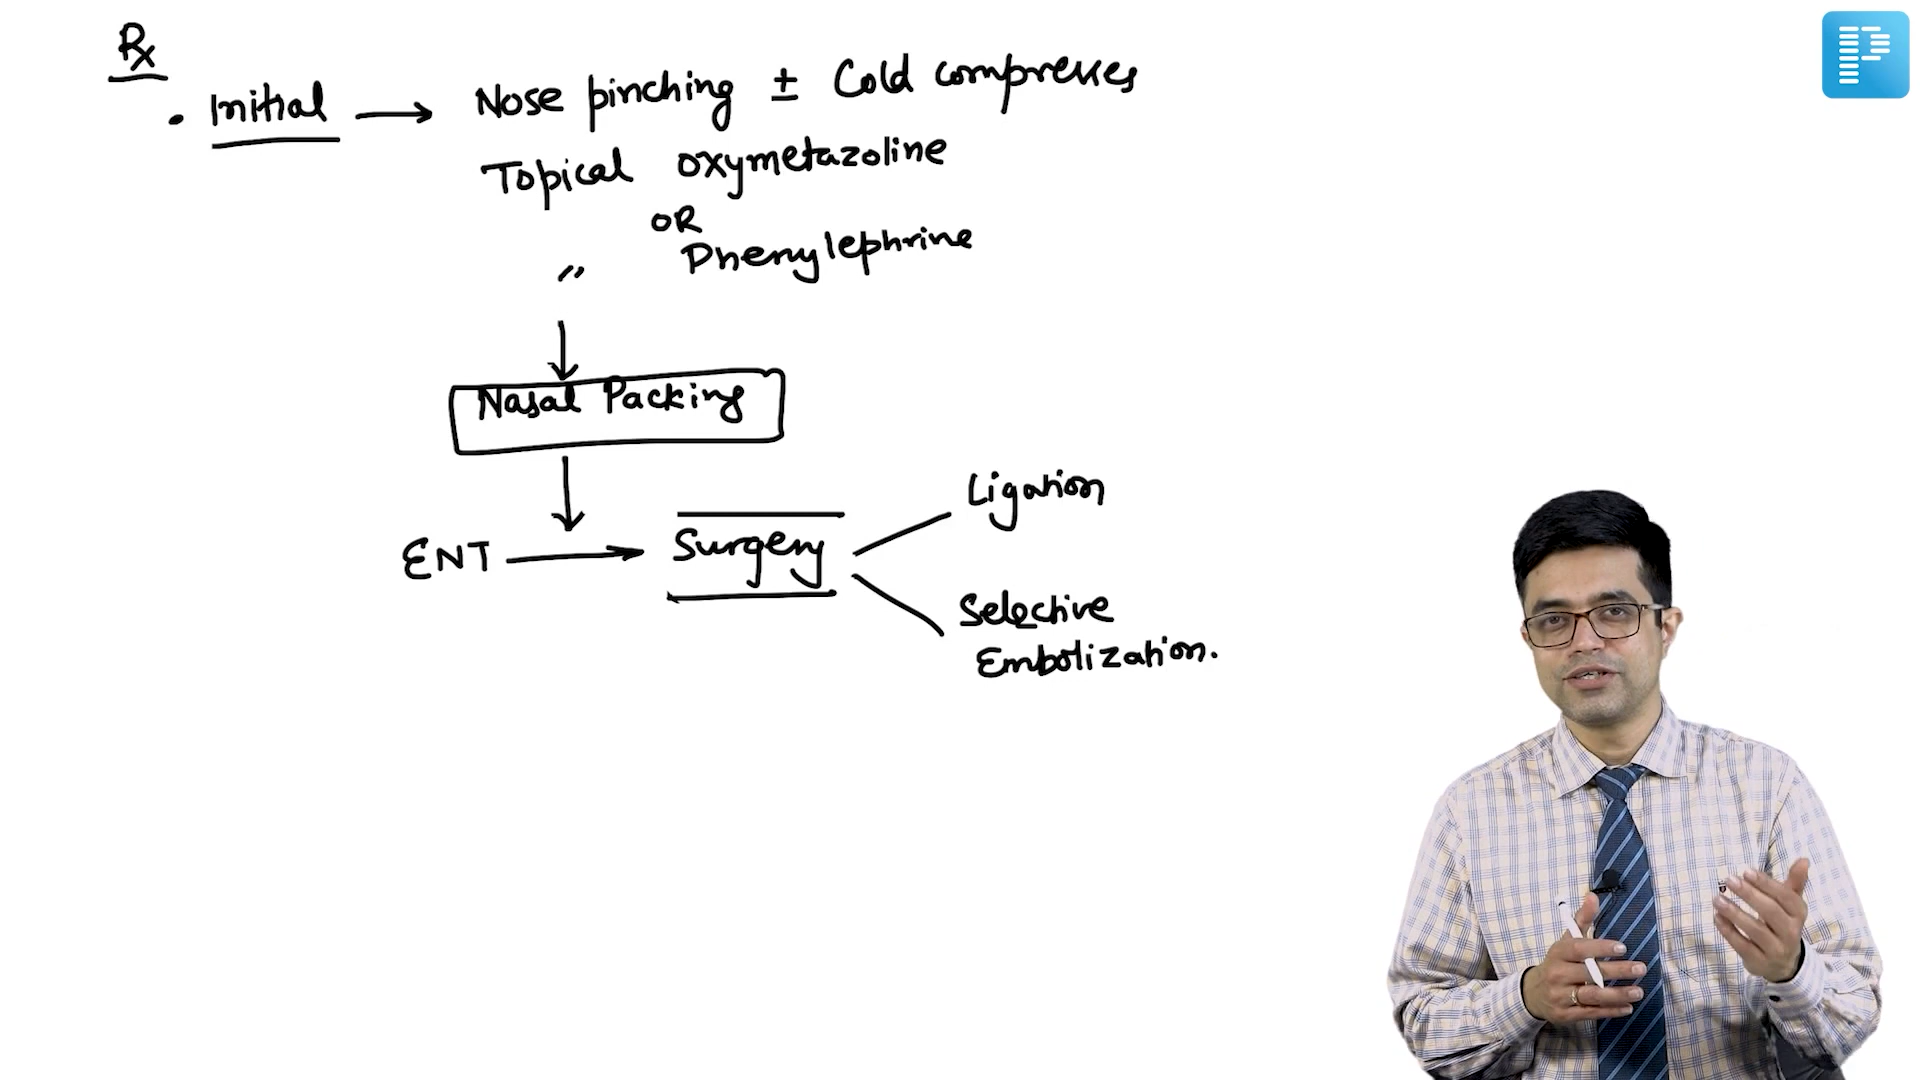 Rx
• Initial → Nose pinching ± Cold compresses
Topical oxymetazoline
OR
〃 Phenylephrine
↓
Nasal Packing
↓
ENT → Surgery
Ligation
Selective
Embolization.
P